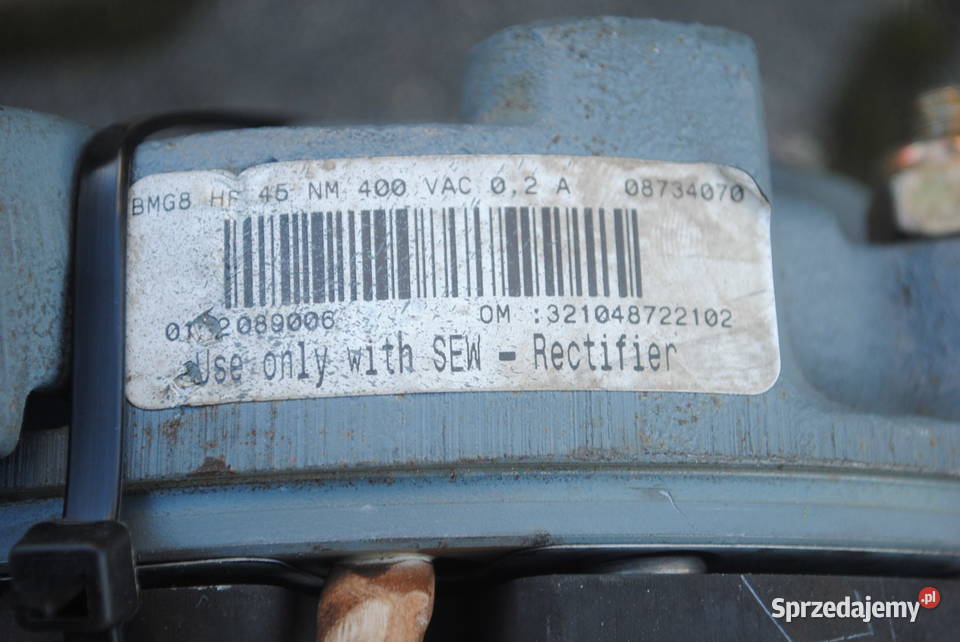 BMG8 HF 45 NM 400 VAC 0,2 A 08734070
OM :321048722102
Use only with SEW - Rectifier
Sprzedajemy.pl